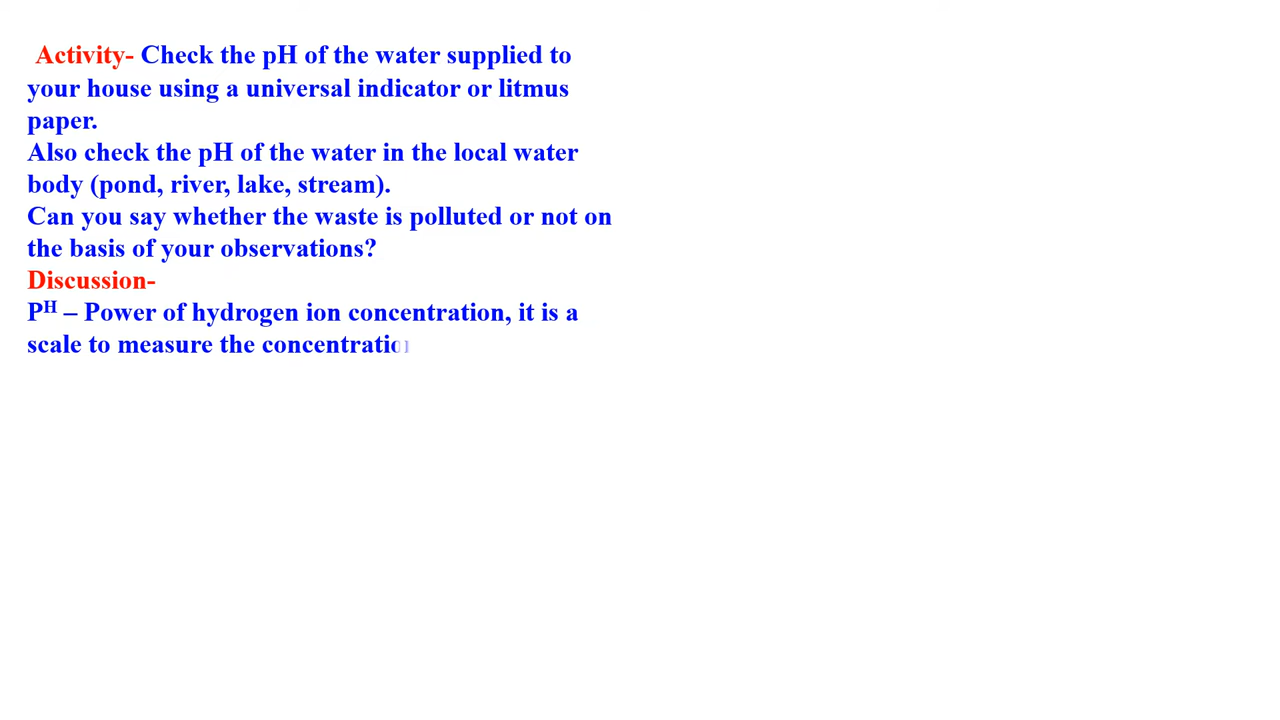 Activity- Check the pH of the water supplied to
your house using a universal indicator or litmus
paper.
Also check the pH of the water in the local water
body (pond, river, lake, stream).
Can you say whether the waste is polluted or not on
the basis of your observations?
Discussion-
Pᴴ – Power of hydrogen ion concentration, it is a
scale to measure the concentration